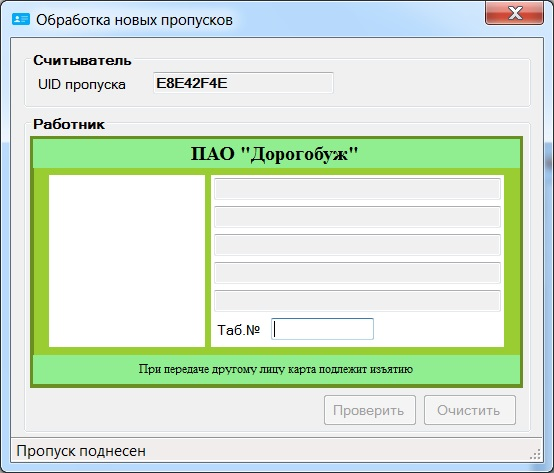 Обработка новых пропусков
Считыватель
UID пропуска E8E42F4E
Работник
ПАО "Дорогобуж"
Таб.№
При передаче другому лицу карта подлежит изъятию
Проверить Очистить
Пропуск поднесен